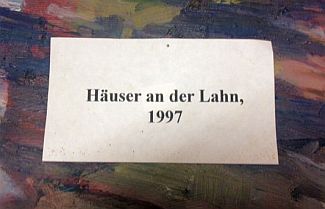 Häuser an der Lahn,
1997